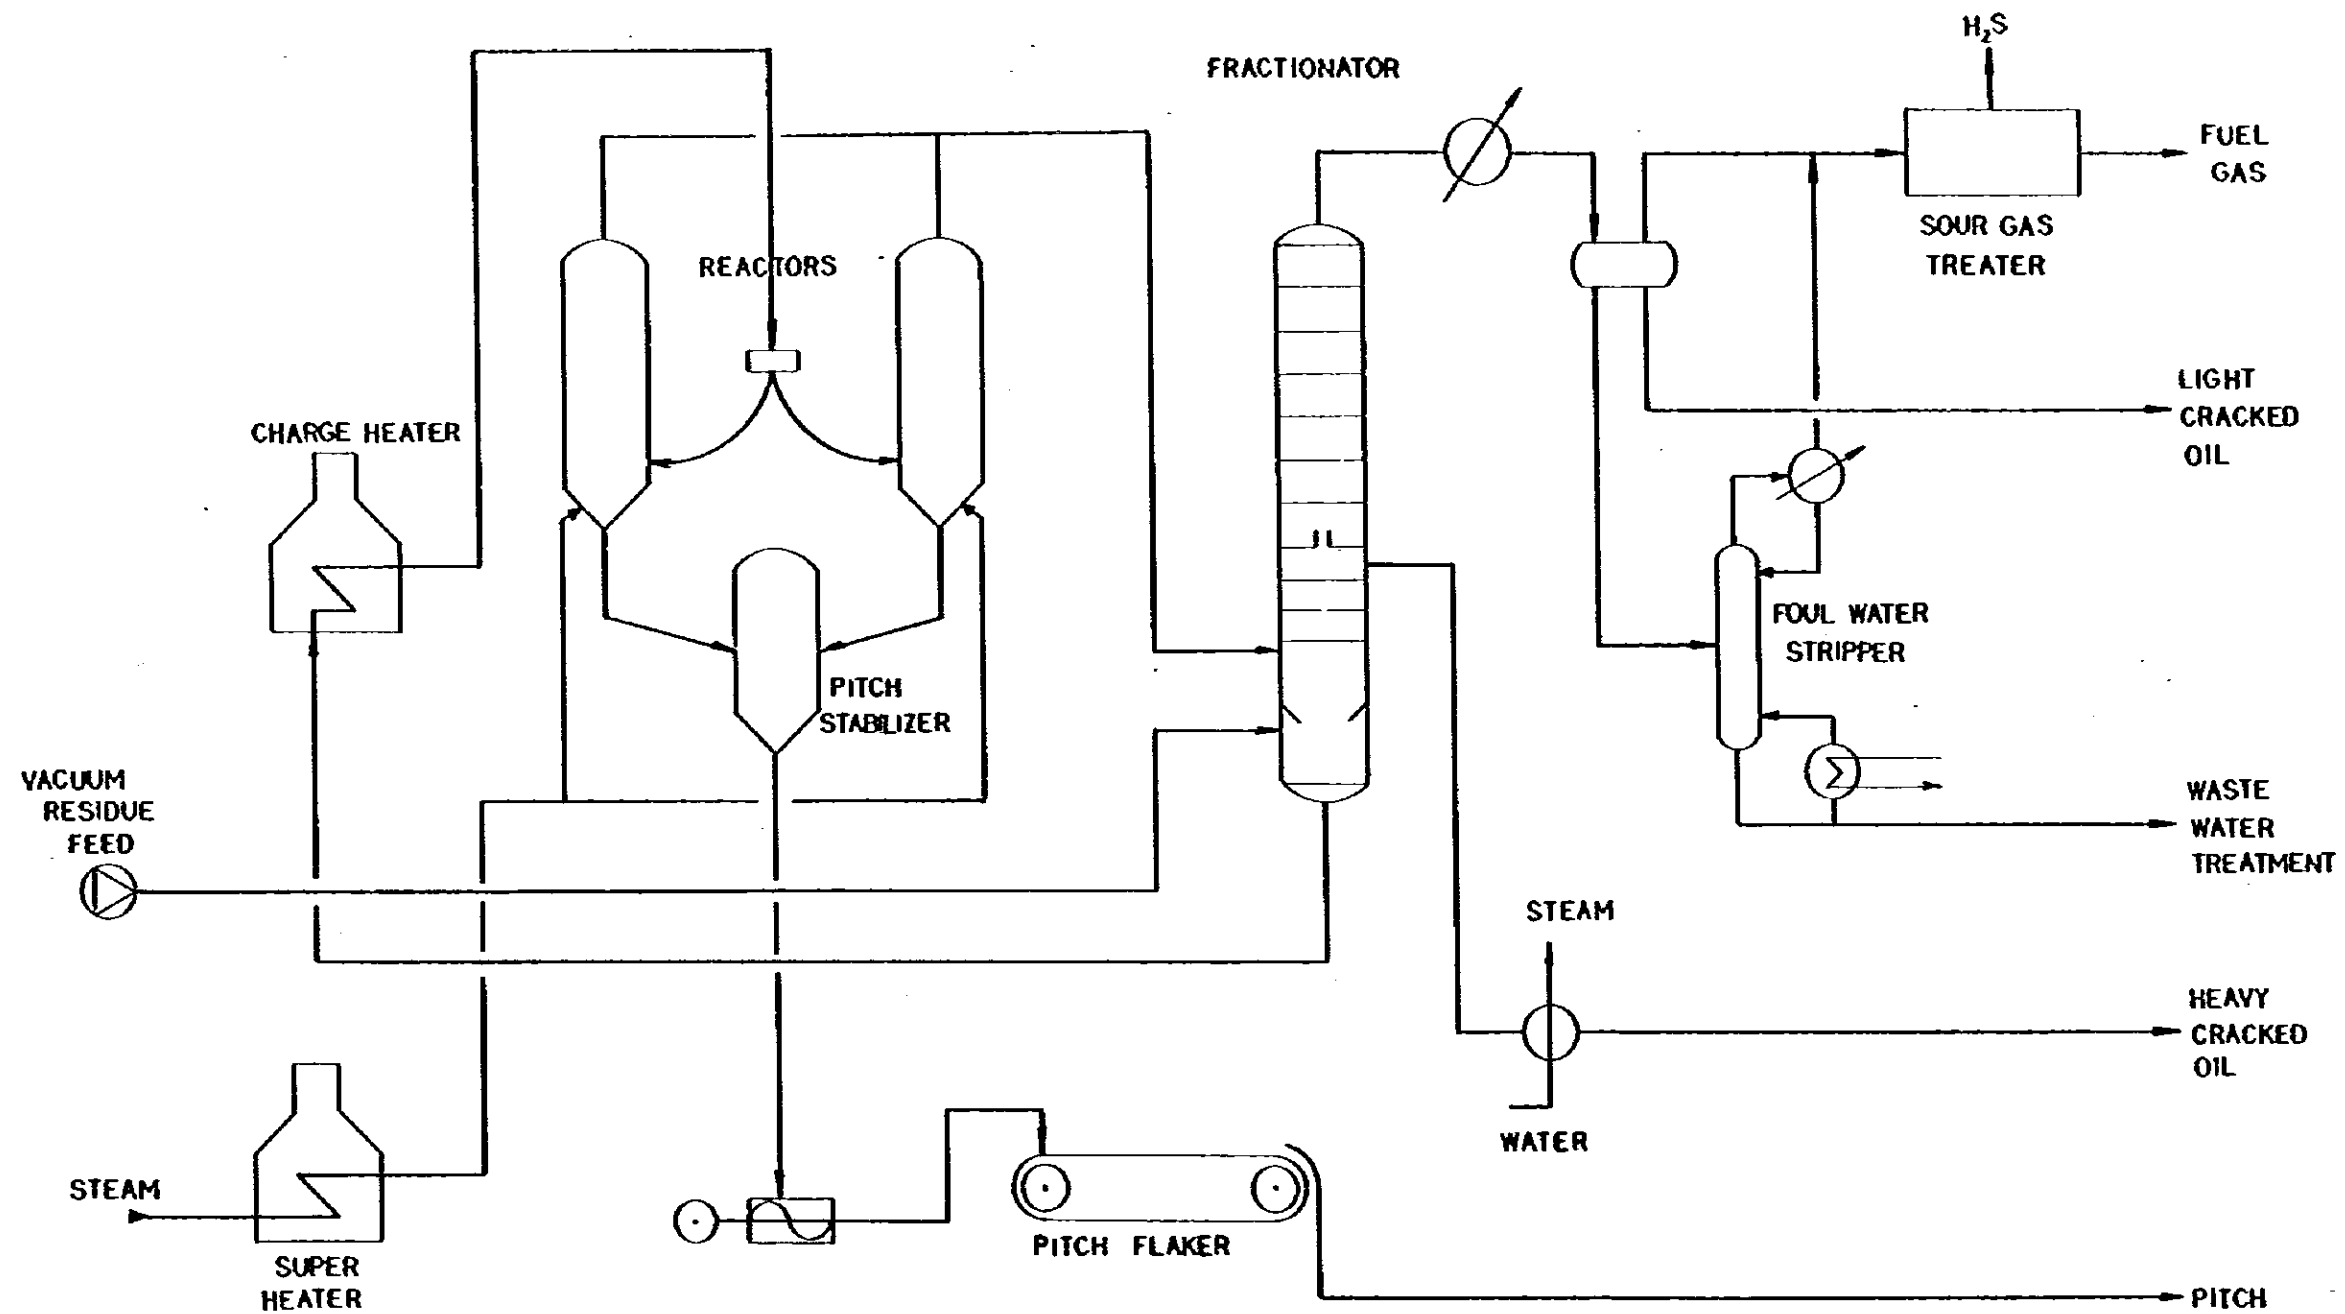 H₂S
FRACTIONATOR
FUEL
GAS
SOUR GAS
TREATER
REACTORS
LIGHT
CRACKED
OIL
CHARGE HEATER
FOUL WATER
STRIPPER
PITCH
STABILIZER
VACUUM
RESIDUE
FEED
WASTE
WATER
TREATMENT
STEAM
HEAVY
CRACKED
OIL
WATER
STEAM
SUPER
HEATER
PITCH FLAKER
PITCH